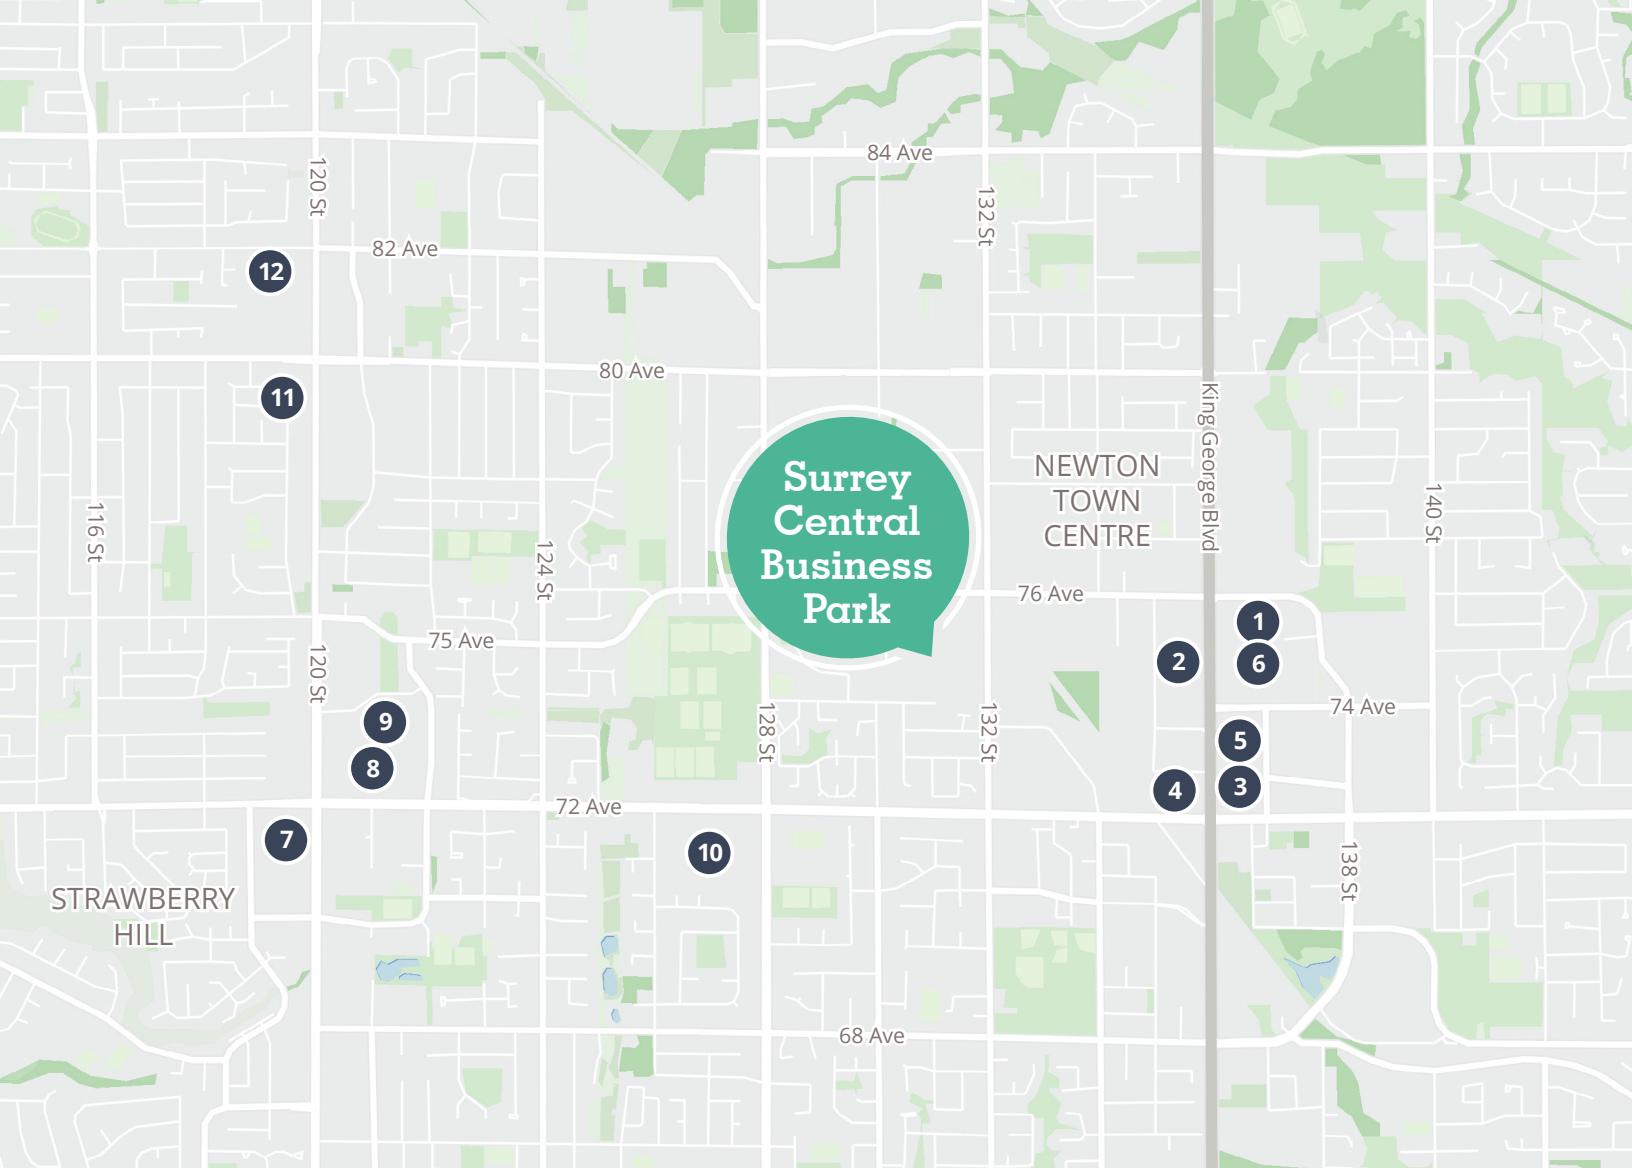 84 Ave
120 St
132 St
82 Ave
12
80 Ave
11
King George Blvd
Surrey
Central
Business
Park
NEWTON
TOWN
CENTRE
116 St
140 St
124 St
76 Ave
1
75 Ave
120 St
2
6
128 St
132 St
74 Ave
9
5
8
4
3
72 Ave
7
10
138 St
STRAWBERRY
HILL
68 Ave